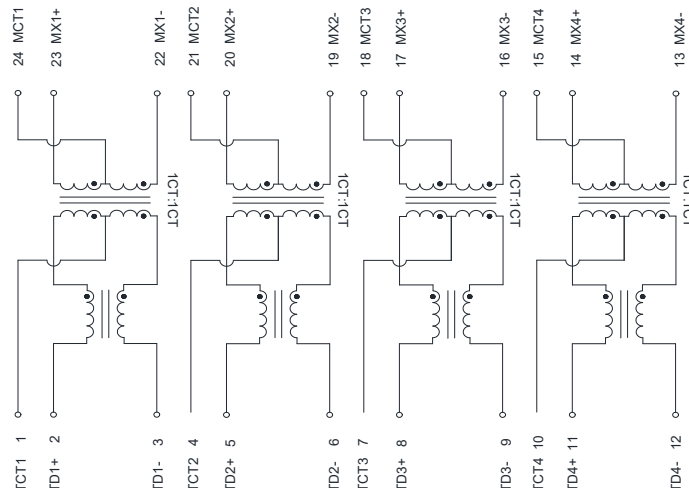 24 MCT1
23 MX1+
22 MX1-
21 MCT2
20 MX2+
19 MX2-
18 MCT3
17 MX3+
16 MX3-
15 MCT4
14 MX4+
13 MX4-
1CT:1CT
1CT:1CT
1CT:1CT
1CT:1CT
TCT1 1
TD1+ 2
TD1- 3
TCT2 4
TD2+ 5
TD2- 6
TCT3 7
TD3+ 8
TD3- 9
TCT4 10
TD4+ 11
TD4- 12